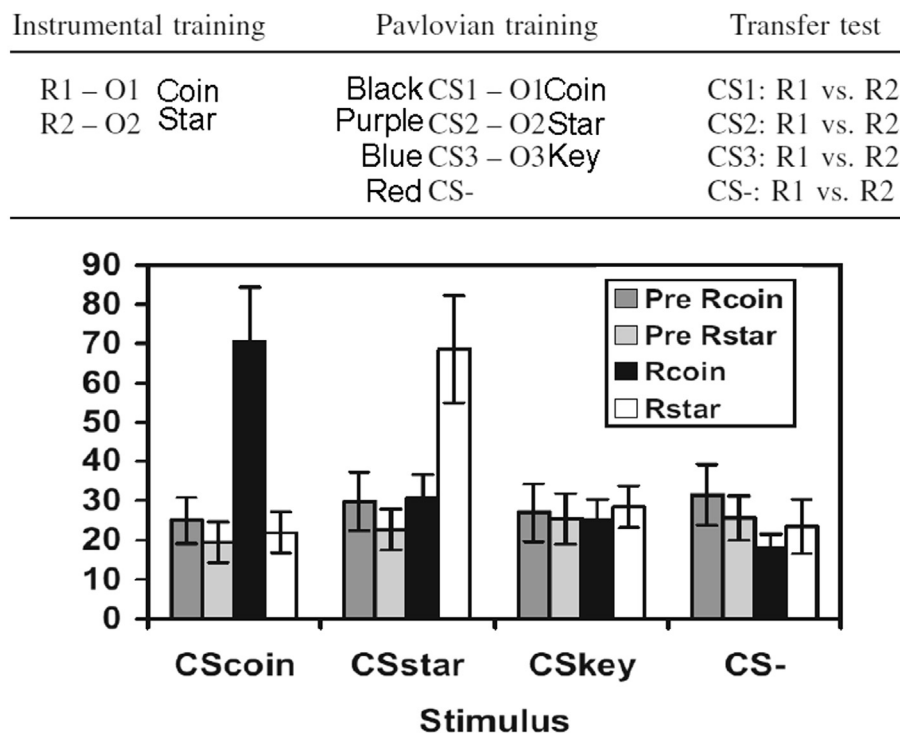 Instrumental training Pavlovian training Transfer test
R1 – O1 Coin Black CS1 – O1 Coin CS1: R1 vs. R2
R2 – O2 Star Purple CS2 – O2 Star CS2: R1 vs. R2
Blue CS3 – O3 Key CS3: R1 vs. R2
Red CS- CS-: R1 vs. R2
90
80
70
60
50
40
30
20
10
0
Pre Rcoin
Pre Rstar
Rcoin
Rstar
CScoin CSstar CSkey CS-
Stimulus